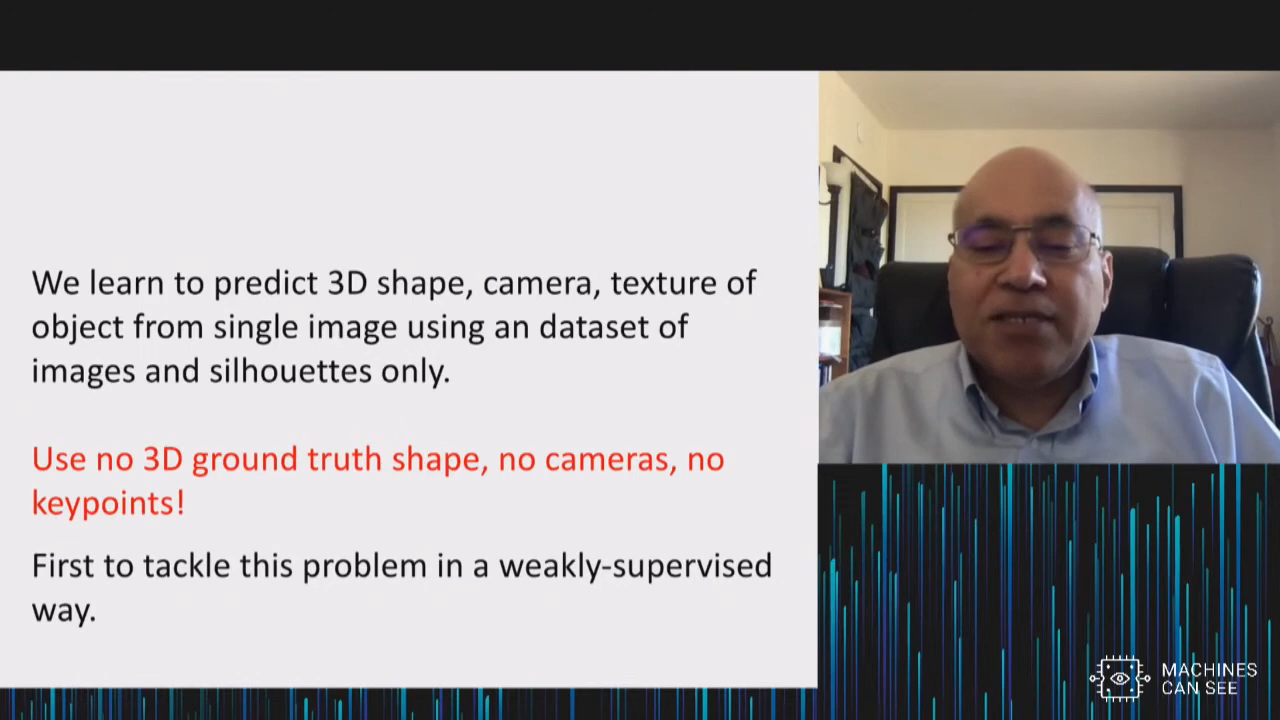 We learn to predict 3D shape, camera, texture of
object from single image using an dataset of
images and silhouettes only.
Use no 3D ground truth shape, no cameras, no
keypoints!
First to tackle this problem in a weakly-supervised
way.
MACHINES
CAN SEE